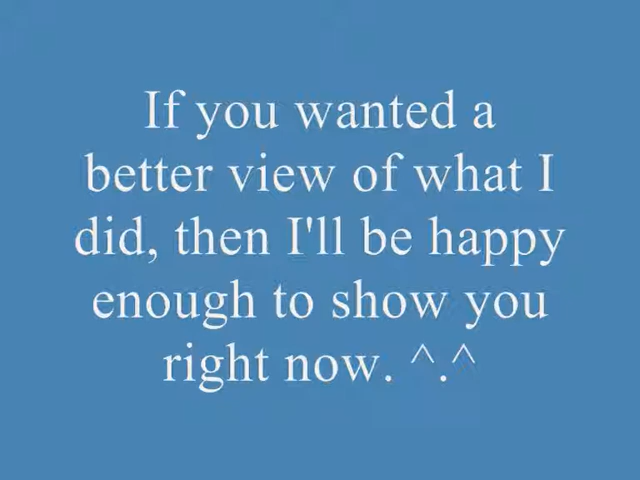 If you wanted a
better view of what I
did, then I'll be happy
enough to show you
right now. ^.^